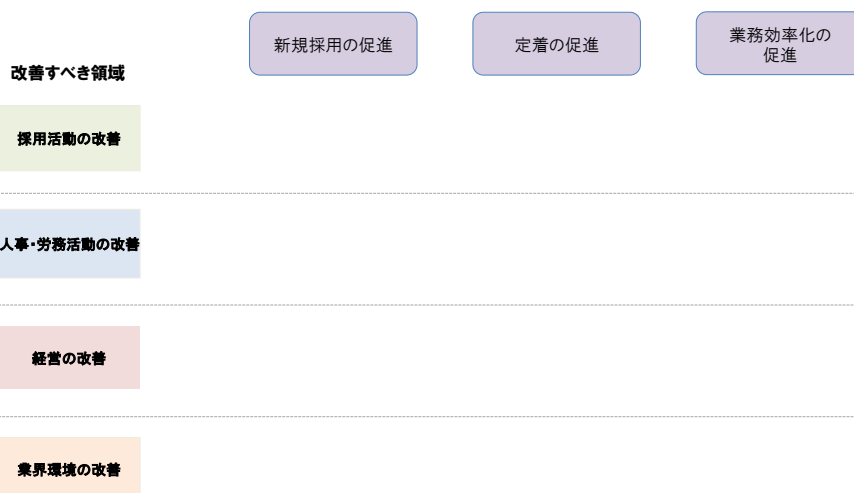 新規採用の促進
定着の促進
業務効率化の
促進
改善すべき領域
採用活動の改善
人事・労務活動の改善
経営の改善
業界環境の改善